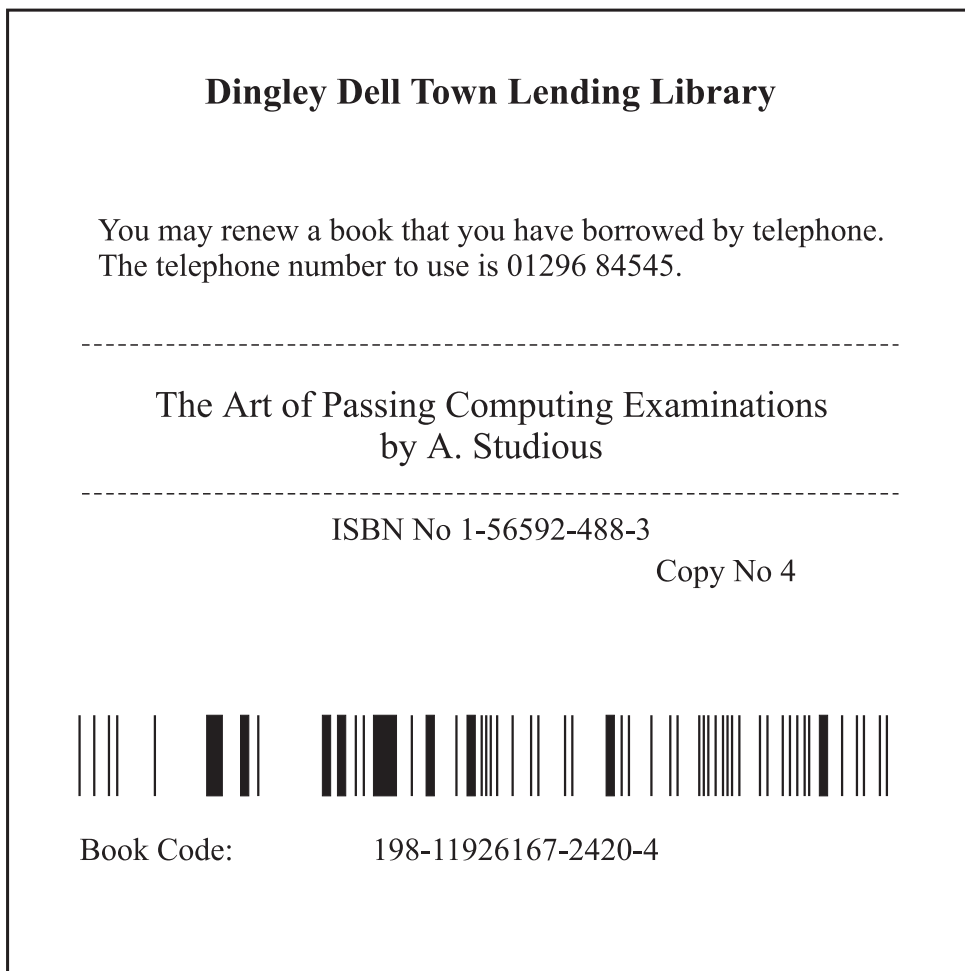 Dingley Dell Town Lending Library
You may renew a book that you have borrowed by telephone.
The telephone number to use is 01296 84545.
The Art of Passing Computing Examinations
by A. Studious
ISBN No 1-56592-488-3
Copy No 4
Book Code: 198-11926167-2420-4